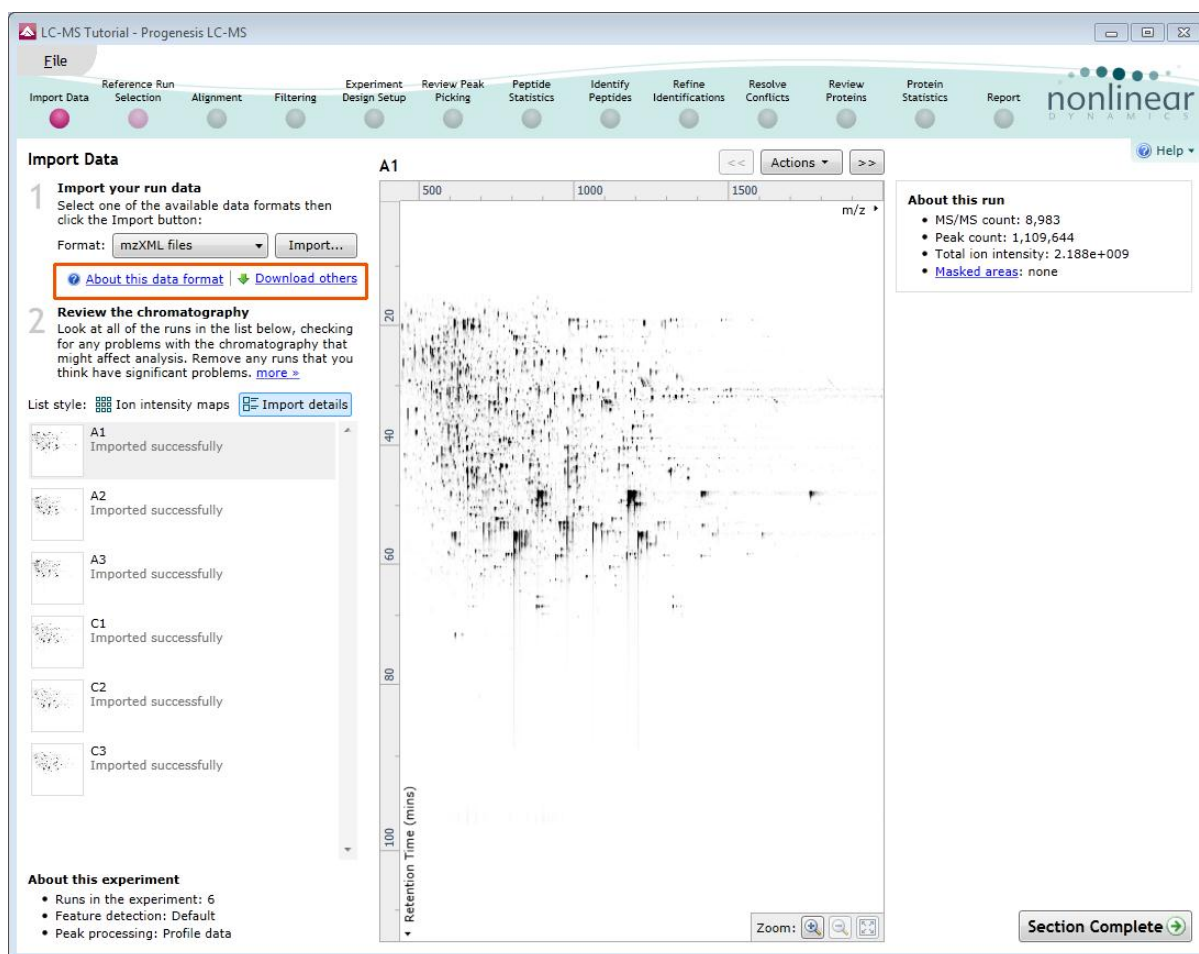 LC-MS Tutorial - Progenesis LC-MS
File
Import Data
Reference Run
Selection
Alignment
Filtering
Experiment
Design Setup
Review Peak
Picking
Peptide
Statistics
Identify
Peptides
Refine
Identifications
Resolve
Conflicts
Review
Proteins
Protein
Statistics
Report
nonlinear
DYNAMICS
Help
Import Data
1 Import your run data
Select one of the available data formats then
click the Import button:
Format: mzXML files Import...
About this data format Download others
2 Review the chromatography
Look at all of the runs in the list below, checking
for any problems with the chromatography that
might affect analysis. Remove any runs that you
think have significant problems. more »
List style: Ion intensity maps Import details
A1
Imported successfully
A2
Imported successfully
A3
Imported successfully
C1
Imported successfully
C2
Imported successfully
C3
Imported successfully
About this experiment
• Runs in the experiment: 6
• Feature detection: Default
• Peak processing: Profile data
A1
<< Actions >>
500 1000 1500
m/z
20
40
60
80
100
Retention Time (mins)
Zoom:
About this run
• MS/MS count: 8,983
• Peak count: 1,109,644
• Total ion intensity: 2.188e+009
• Masked areas: none
Section Complete